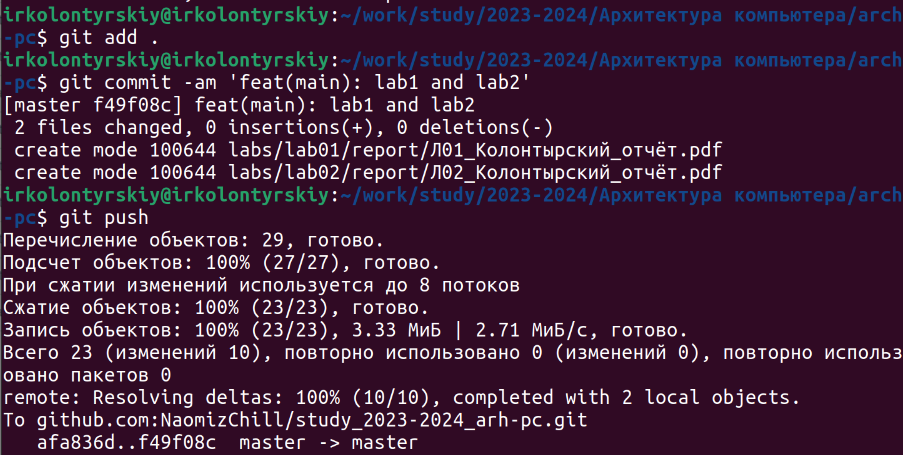 irkolontyrskiy@irkolontyrskiy:~/work/study/2023-2024/Архитектура компьютера/arch
-pc$ git add .
irkolontyrskiy@irkolontyrskiy:~/work/study/2023-2024/Архитектура компьютера/arch
-pc$ git commit -am 'feat(main): lab1 and lab2'
[master f49f08c] feat(main): lab1 and lab2
 2 files changed, 0 insertions(+), 0 deletions(-)
 create mode 100644 labs/lab01/report/Л01_Колонтырский_отчёт.pdf
 create mode 100644 labs/lab02/report/Л02_Колонтырский_отчёт.pdf
irkolontyrskiy@irkolontyrskiy:~/work/study/2023-2024/Архитектура компьютера/arch
-pc$ git push
Перечисление объектов: 29, готово.
Подсчет объектов: 100% (27/27), готово.
При сжатии изменений используется до 8 потоков
Сжатие объектов: 100% (23/23), готово.
Запись объектов: 100% (23/23), 3.33 МиБ | 2.71 МиБ/с, готово.
Всего 23 (изменений 10), повторно использовано 0 (изменений 0), повторно использ
овано пакетов 0
remote: Resolving deltas: 100% (10/10), completed with 2 local objects.
To github.com:NaomizChill/study_2023-2024_arh-pc.git
   afa836d..f49f08c  master -> master